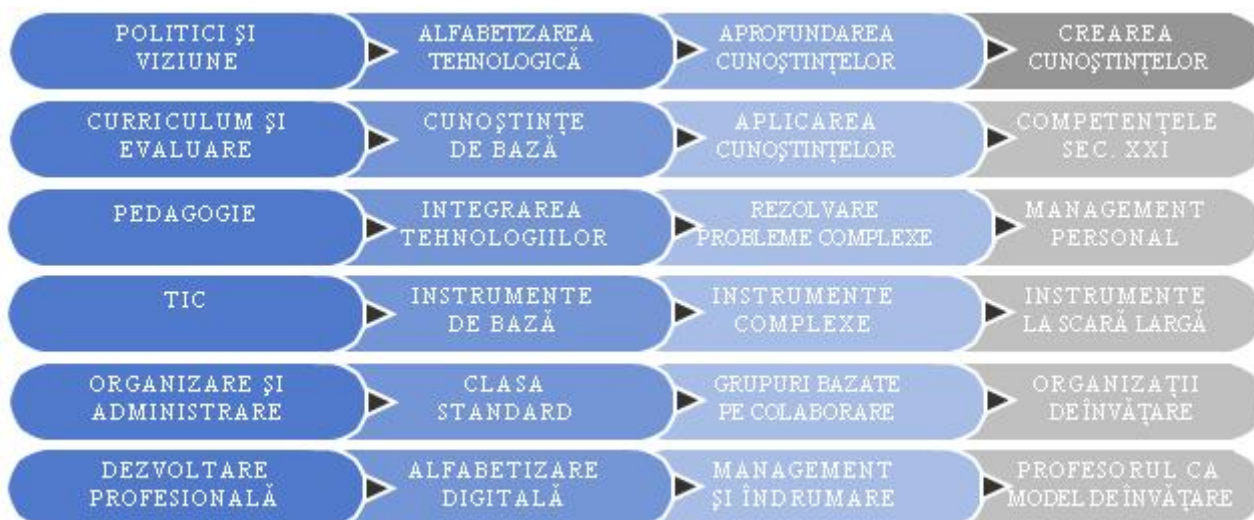 POLITICI ŞI
VIZIUNE
ALFABETIZAREA
TEHNOLOGICĂ
APROFUNDAREA
CUNOŞTINŢELOR
CREAREA
CUNOŞTINŢELOR
CURRICULUM ŞI
EVALUARE
CUNOŞTINŢE
DE BAZĂ
APLICAREA
CUNOŞTINŢELOR
COMPETENŢELE
SEC. XXI
PEDAGOGIE
INTEGRAREA
TEHNOLOGIILOR
REZOLVARE
PROBLEME COMPLEXE
MANAGEMENT
PERSONAL
TIC
INSTRUMENTE
DE BAZĂ
INSTRUMENTE
COMPLEXE
INSTRUMENTE
LA SCARĂ LARGĂ
ORGANIZARE ŞI
ADMINISTRARE
CLASA
STANDARD
GRUPURI BAZATE
PE COLABORARE
ORGANIZAŢII
DE ÎNVĂŢARE
DEZVOLTARE
PROFESIONALĂ
ALFABETIZARE
DIGITALĂ
MANAGEMENT
ŞI ÎNDRUMARE
PROFESORUL CA
MODEL DE ÎNVĂŢARE